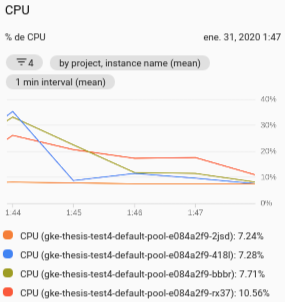 CPU
% de CPU
ene. 31, 2020 1:47
4
by project, instance name (mean)
1 min interval (mean)
40%
30%
20%
10%
0%
1:44
1:45
1:46
1:47
CPU (gke-thesis-test4-default-pool-e084a2f9-2jsd): 7.24%
CPU (gke-thesis-test4-default-pool-e084a2f9-418l): 7.28%
CPU (gke-thesis-test4-default-pool-e084a2f9-bbbr): 7.71%
CPU (gke-thesis-test4-default-pool-e084a2f9-rx37): 10.56%